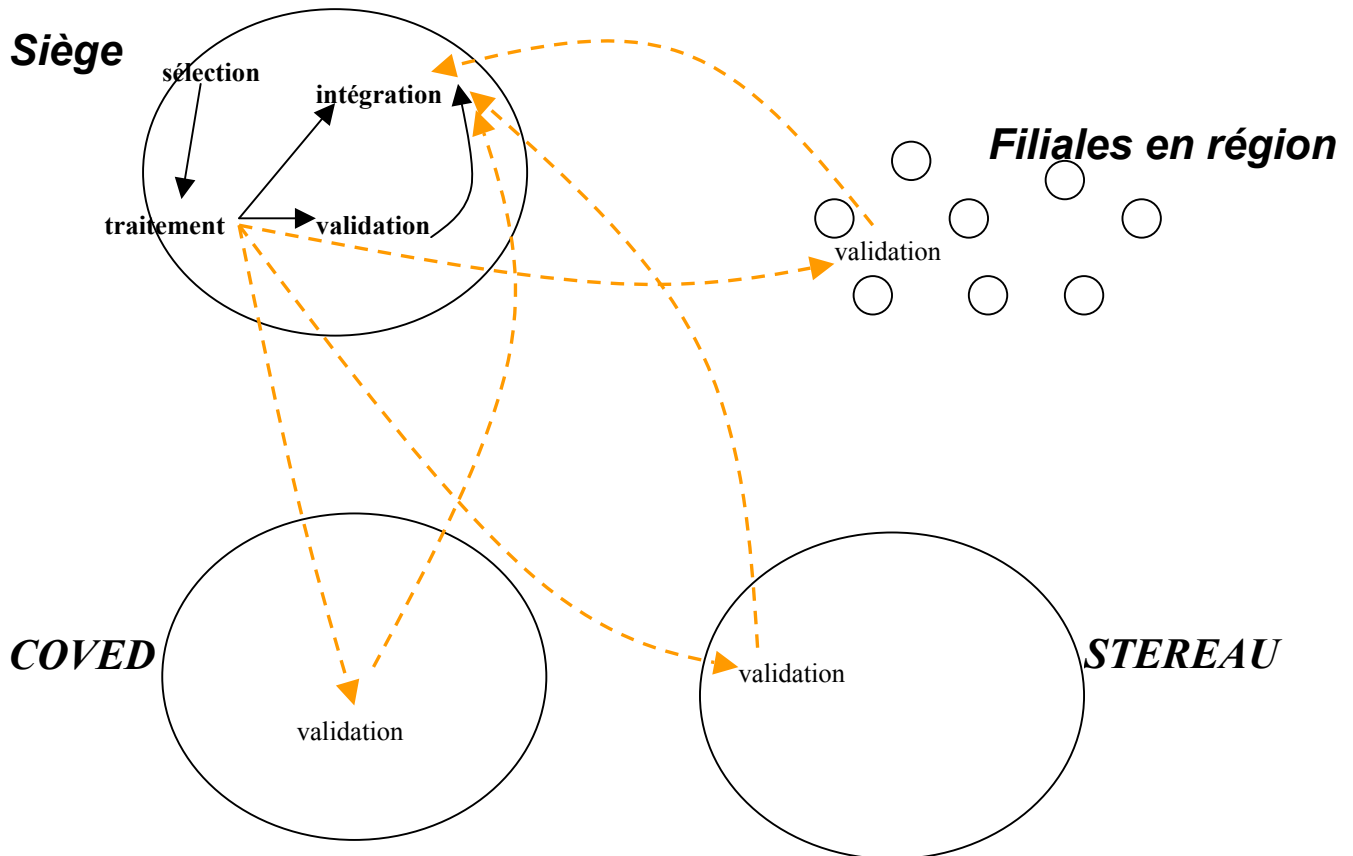 Siège
sélection
intégration
traitement
validation
Filiales en région
validation
COVED
validation
validation
STEREAU